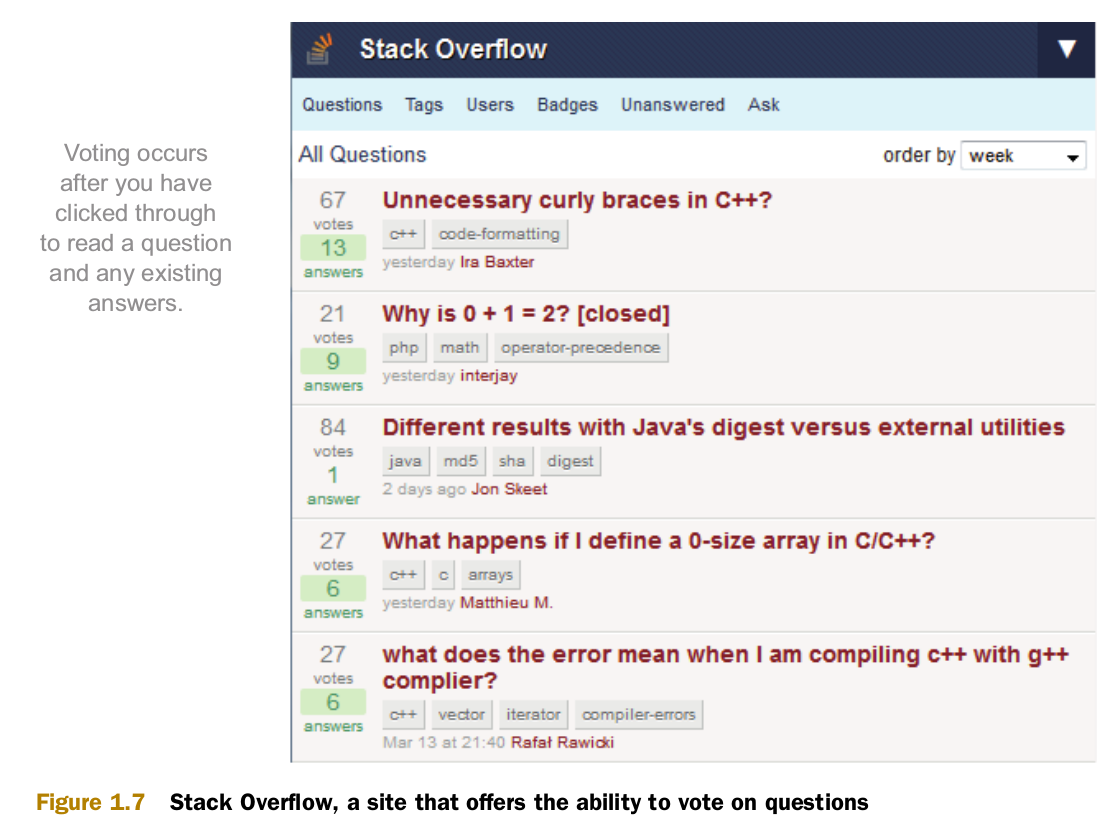 Stack Overflow ▼
Questions Tags Users Badges Unanswered Ask
All Questions order by week
Voting occurs
after you have
clicked through
to read a question
and any existing
answers.
67
votes
13
answers
Unnecessary curly braces in C++?
c++ code-formatting
yesterday Ira Baxter
21
votes
9
answers
Why is 0 + 1 = 2? [closed]
php math operator-precedence
yesterday interjay
84
votes
1
answer
Different results with Java's digest versus external utilities
java md5 sha digest
2 days ago Jon Skeet
27
votes
6
answers
What happens if I define a 0-size array in C/C++?
c++ c arrays
yesterday Matthieu M.
27
votes
6
answers
what does the error mean when I am compiling c++ with g++
complier?
c++ vector iterator compiler-errors
Mar 13 at 21:40 Rafał Rawicki
Figure 1.7 Stack Overflow, a site that offers the ability to vote on questions